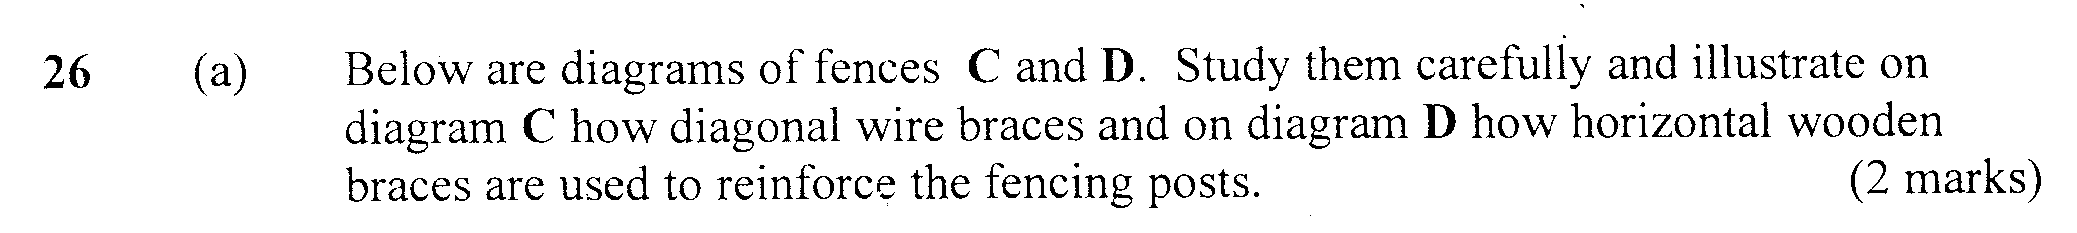 26 (a) Below are diagrams of fences C and D. Study them carefully and illustrate on
diagram C how diagonal wire braces and on diagram D how horizontal wooden
braces are used to reinforce the fencing posts. (2 marks)